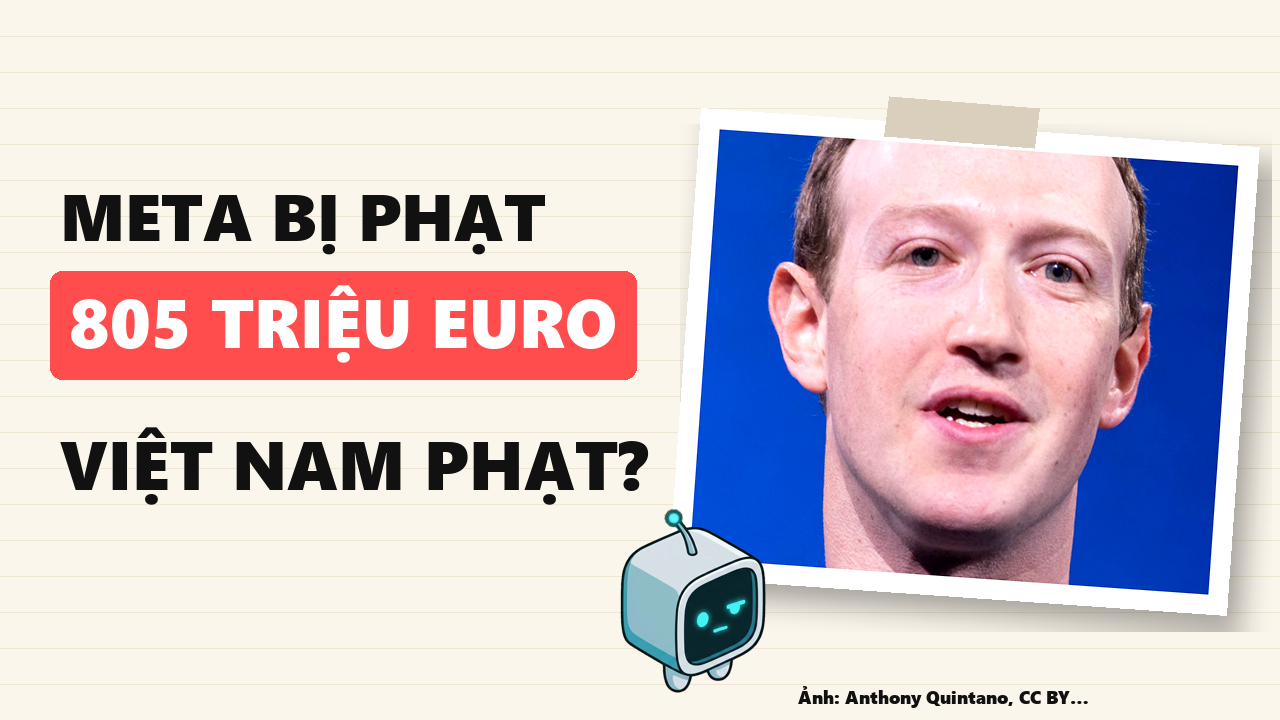 META BỊ PHẠT
805 TRIỆU EURO
VIỆT NAM PHẠT?
Ảnh: Anthony Quintano, CC BY...